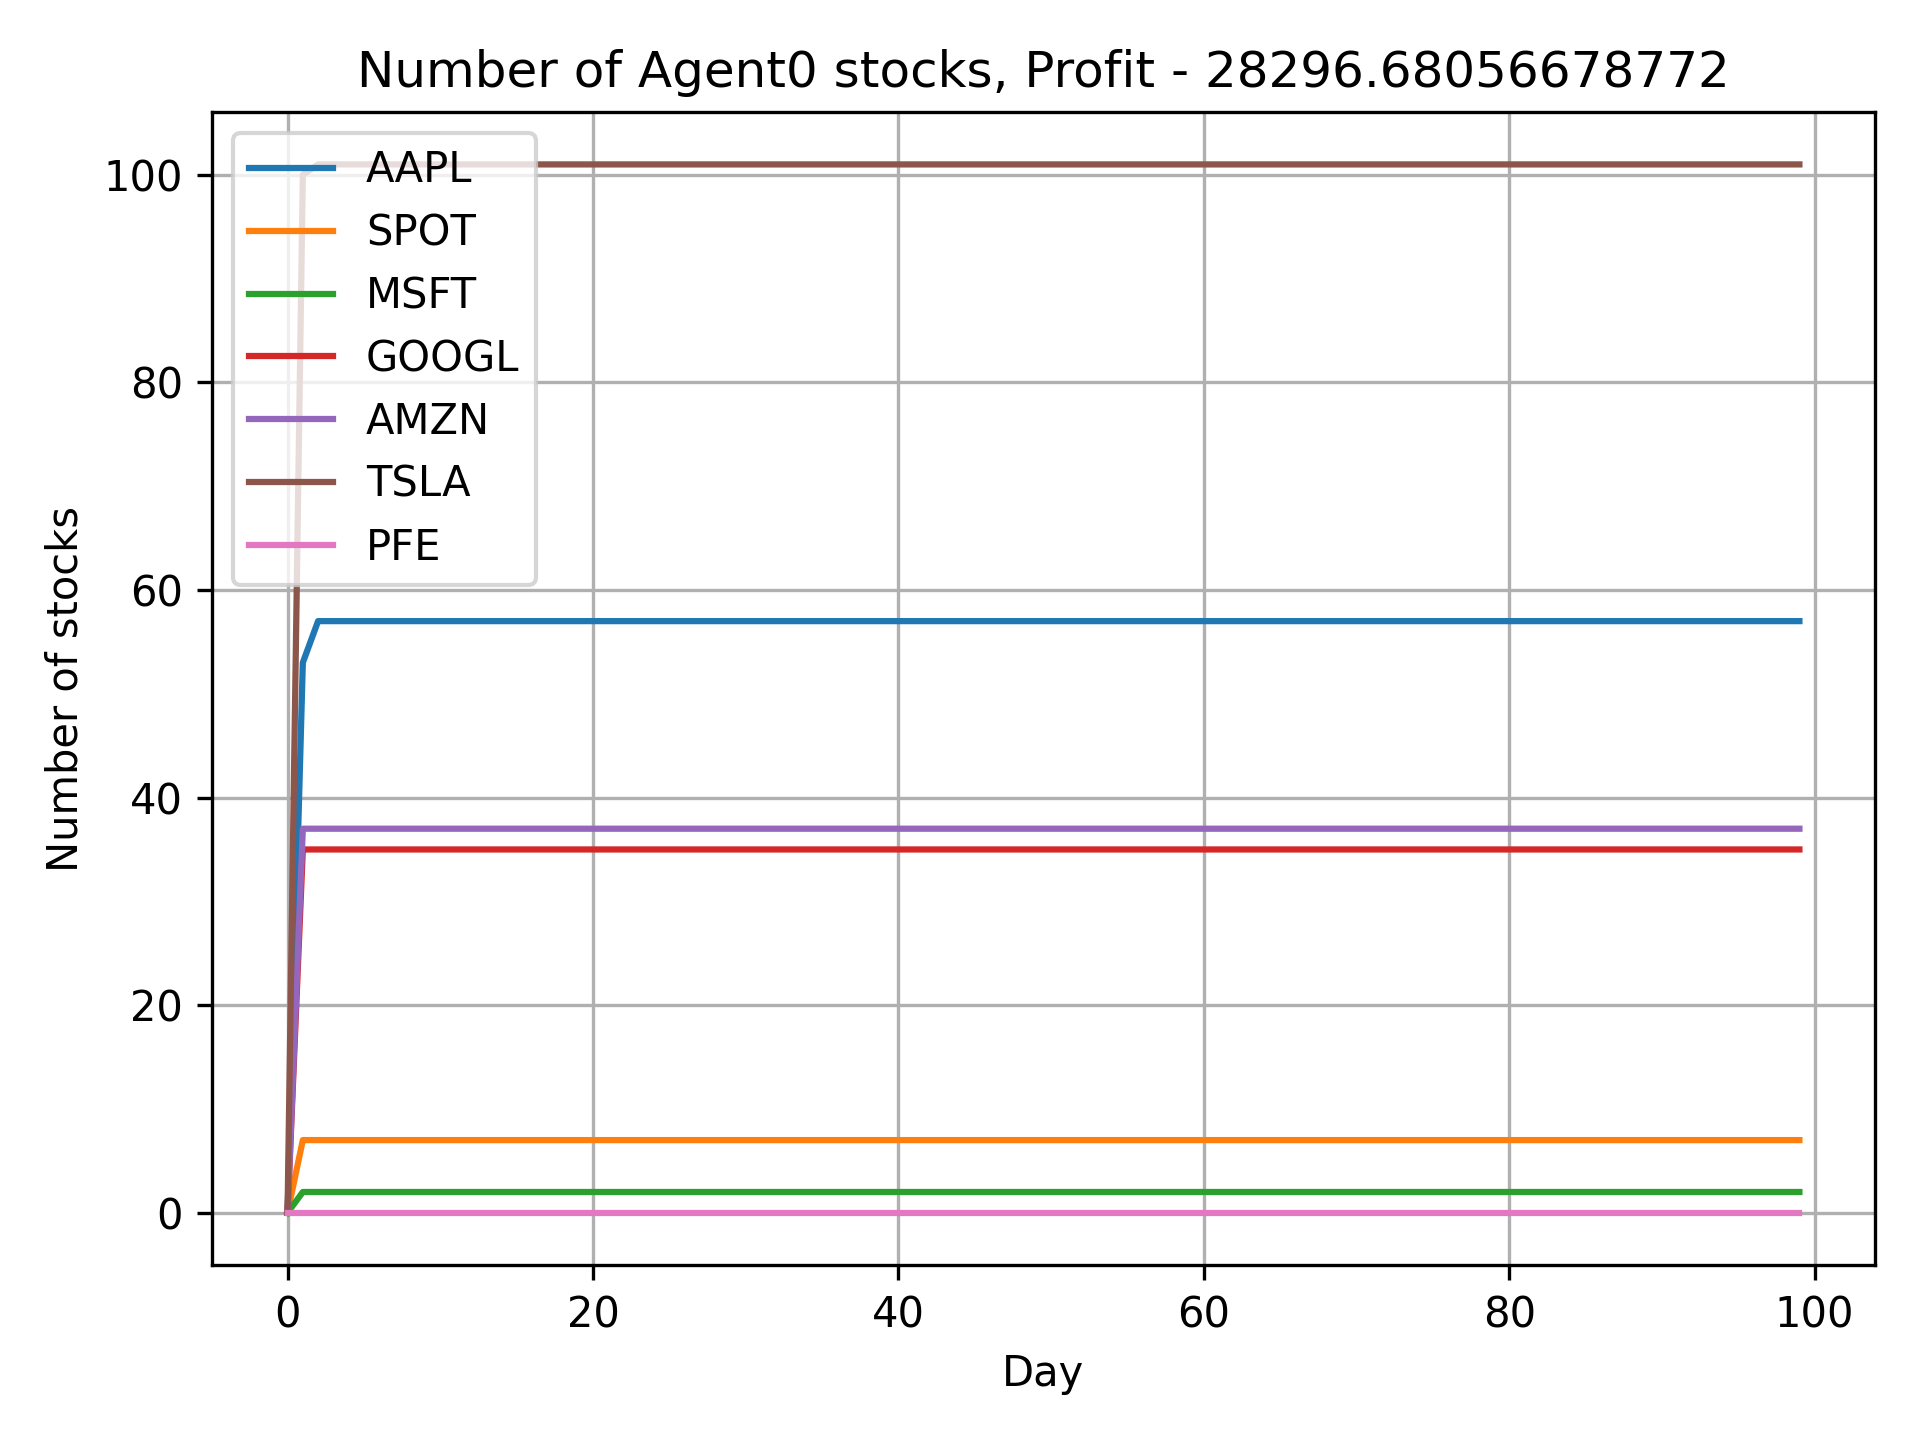 Number of Agent0 stocks, Profit - 28296.68056678772
AAPL
SPOT
MSFT
GOOGL
AMZN
TSLA
PFE
100
80
60
40
20
0
Number of stocks
0 20 40 60 80 100
Day